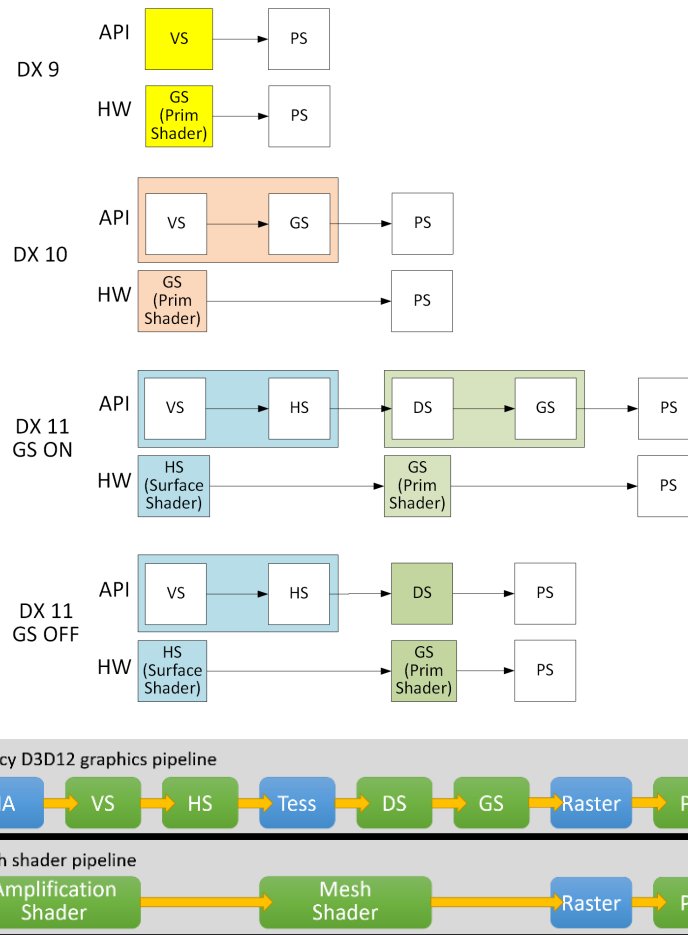 API
VS
PS
DX 9
HW
GS
(Prim
Shader)
PS
API
VS
GS
PS
DX 10
HW
GS
(Prim
Shader)
PS
API
VS
HS
DS
GS
PS
DX 11
GS ON
HW
HS
(Surface
Shader)
GS
(Prim
Shader)
PS
API
VS
HS
DS
PS
DX 11
GS OFF
HW
HS
(Surface
Shader)
GS
(Prim
Shader)
PS
cy D3D12 graphics pipeline
IA
VS
HS
Tess
DS
GS
Raster
P
h shader pipeline
Amplification
Shader
Mesh
Shader
Raster
P